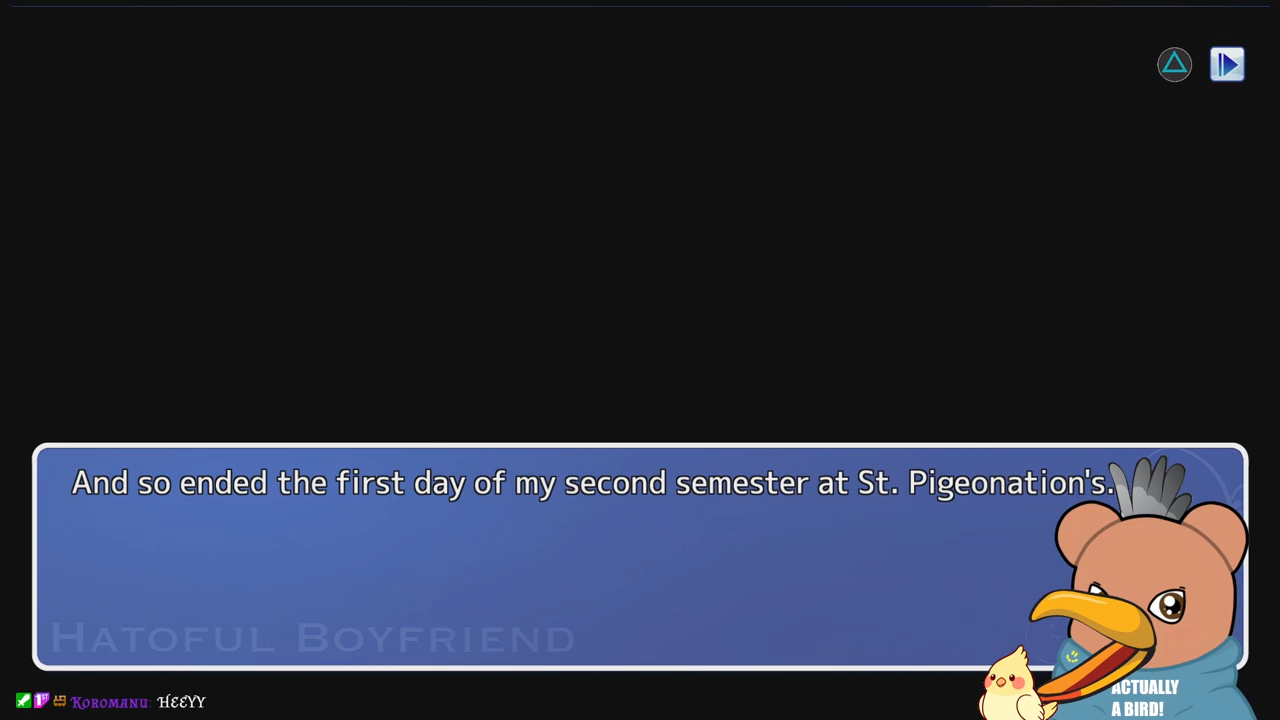 And so ended the first day of my second semester at St. Pigeonation's.
Hatoful Boyfriend
ACTUALLY
A BIRD!
1ST Koromanu: HEEYY